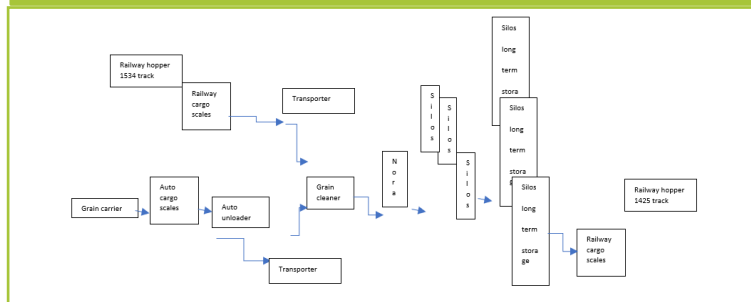 Railway hopper
1534 track
Railway
cargo
scales
Transporter
Grain carrier
Auto
cargo
scales
Auto
unloader
Transporter
Grain
cleaner
N
o
r
a
S
i
l
o
s
S
i
l
o
s
S
i
l
o
s
Silos
long
term
stora
Silos
long
term
stora
Silos
long
term
stora
ge
Railway hopper
1425 track
Railway
cargo
scales